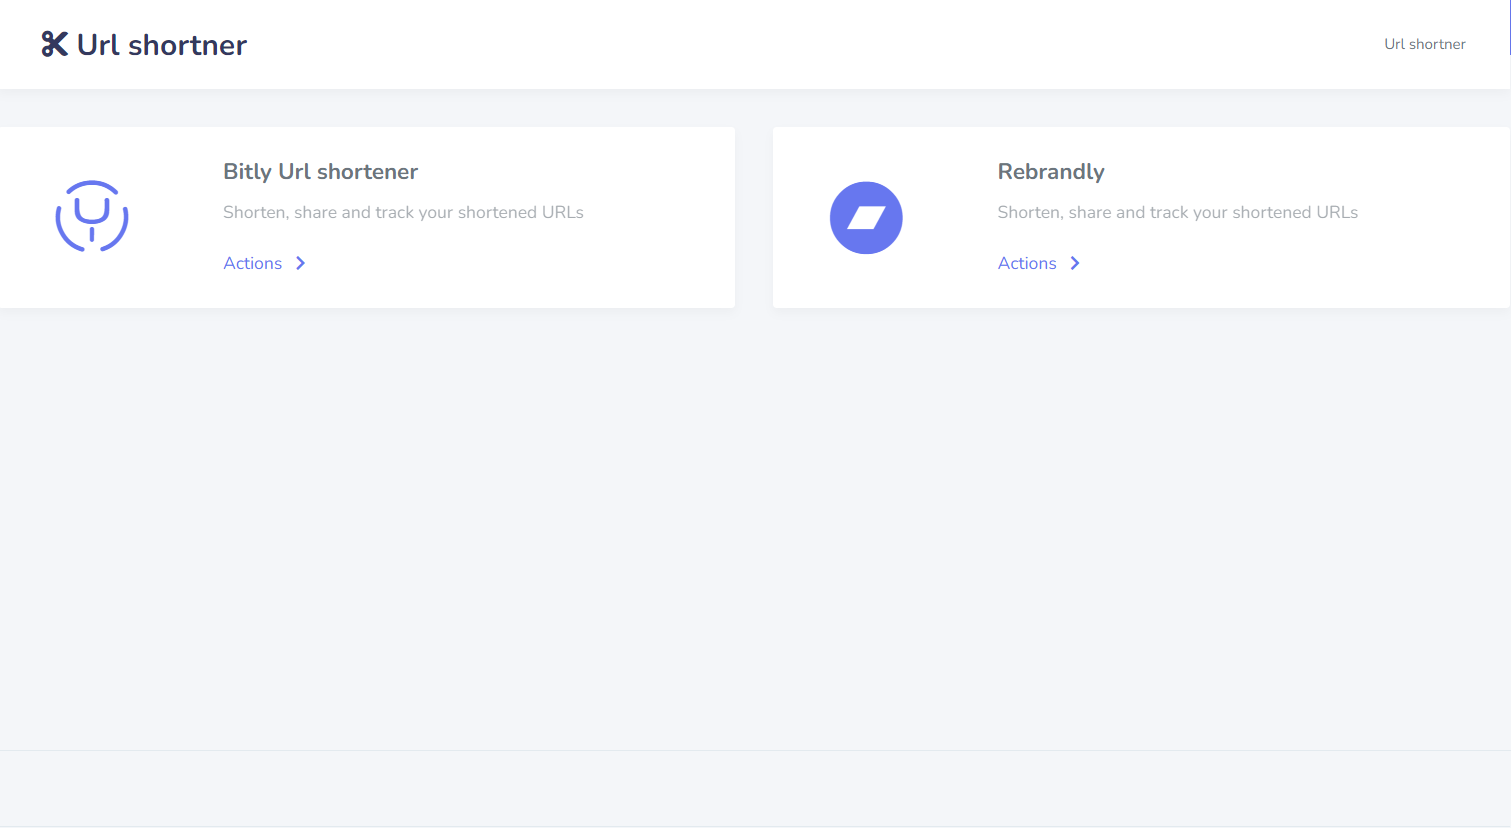 Url shortner
Url shortner
Bitly Url shortener
Shorten, share and track your shortened URLs
Actions
Rebrandly
Shorten, share and track your shortened URLs
Actions